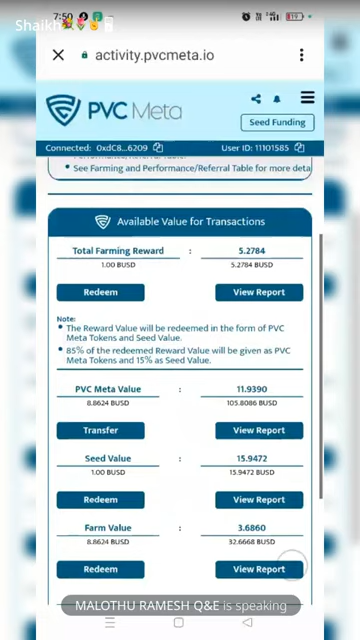 7:50
Shaikh
activity.pvcmeta.io
PVC Meta
Seed Funding
Connected: 0xdC8...6209 User ID: 11101585
See Farming and Performance/Referral Table for more deta
Available Value for Transactions
Total Farming Reward : 5.2784
1.00 BUSD 5.2784 BUSD
Redeem View Report
Note:
The Reward Value will be redeemed in the form of PVC
Meta Tokens and Seed Value.
85% of the redeemed Reward Value will be given as PVC
Meta Tokens and 15% as Seed Value.
PVC Meta Value : 11.9390
8.8624 BUSD 105.8086 BUSD
Transfer View Report
Seed Value : 15.9472
1.00 BUSD 15.9472 BUSD
Redeem View Report
Farm Value : 3.6860
8.8624 BUSD 32.6668 BUSD
Redeem View Report
MALOTHU RAMESH Q&E is speaking